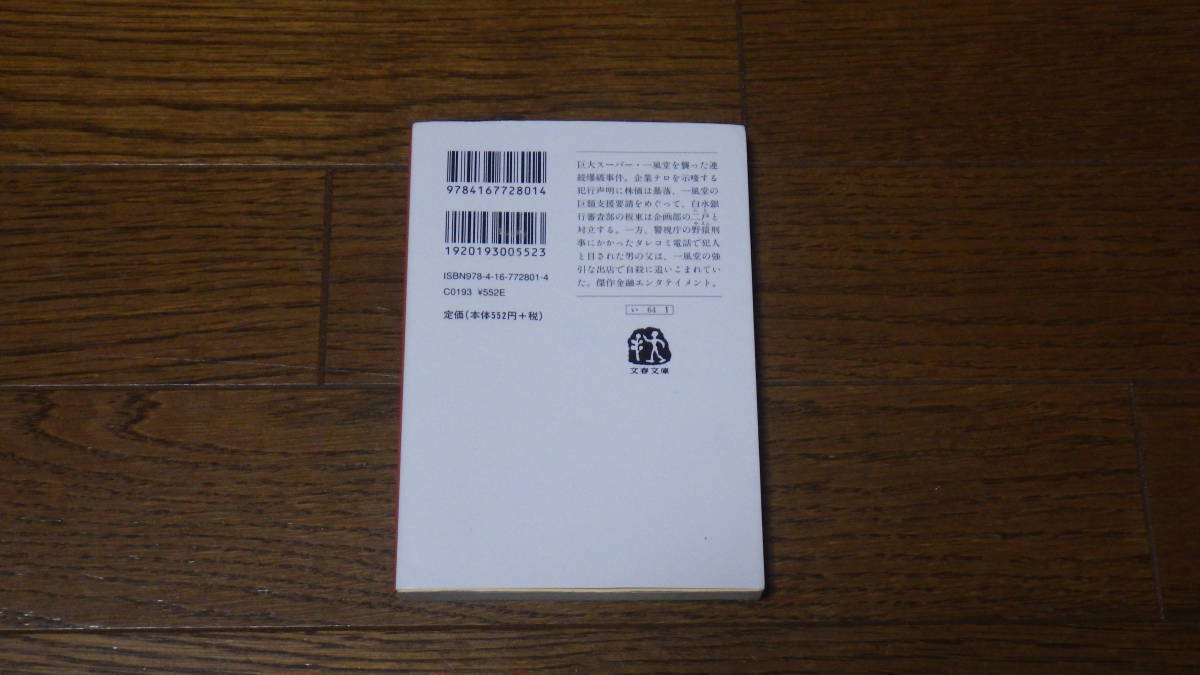 9784167728014
1920193005523
ISBN978-4-16-772801-4
C0193 ¥552E
定価(本体552円+税)
巨大スーパー・一風堂を襲った連
続爆破事件。企業テロを示唆する
犯行声明に株価は暴落、一風堂の
巨額支援要請をめぐって、白水銀
行審査部の板東は企画部の二戸と
対立する。一方、警視庁の野猿刑
事にかかったタレコミ電話で犯人
と目された男の父は、一風堂の強
引な出店で自殺に追いこまれてい
た。傑作金融エンタテイメント。
い 64 1
文春文庫